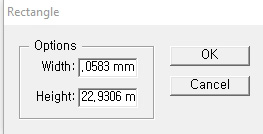 Rectangle
Options
Width: ,0583 mm
OK
Cancel
Height: 22,9306 m